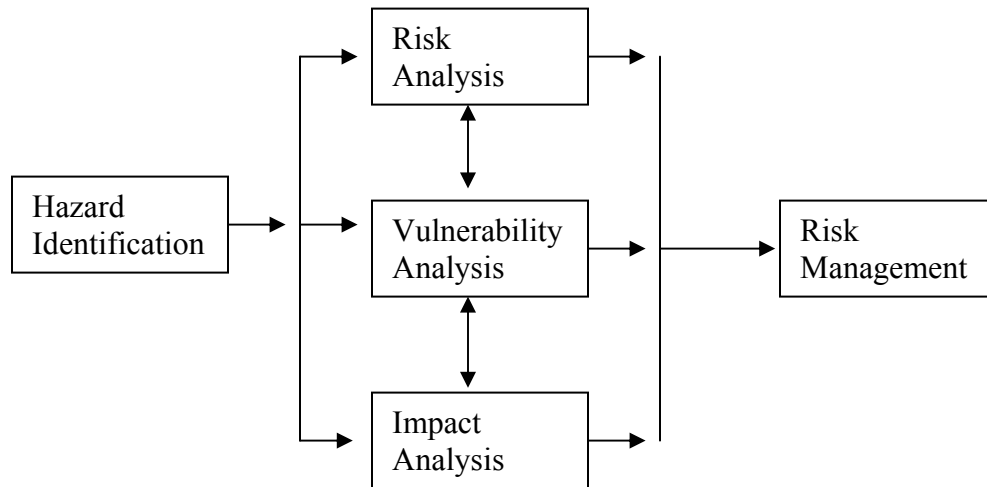 Risk
Analysis
Hazard
Identification
Vulnerability
Analysis
Risk
Management
Impact
Analysis